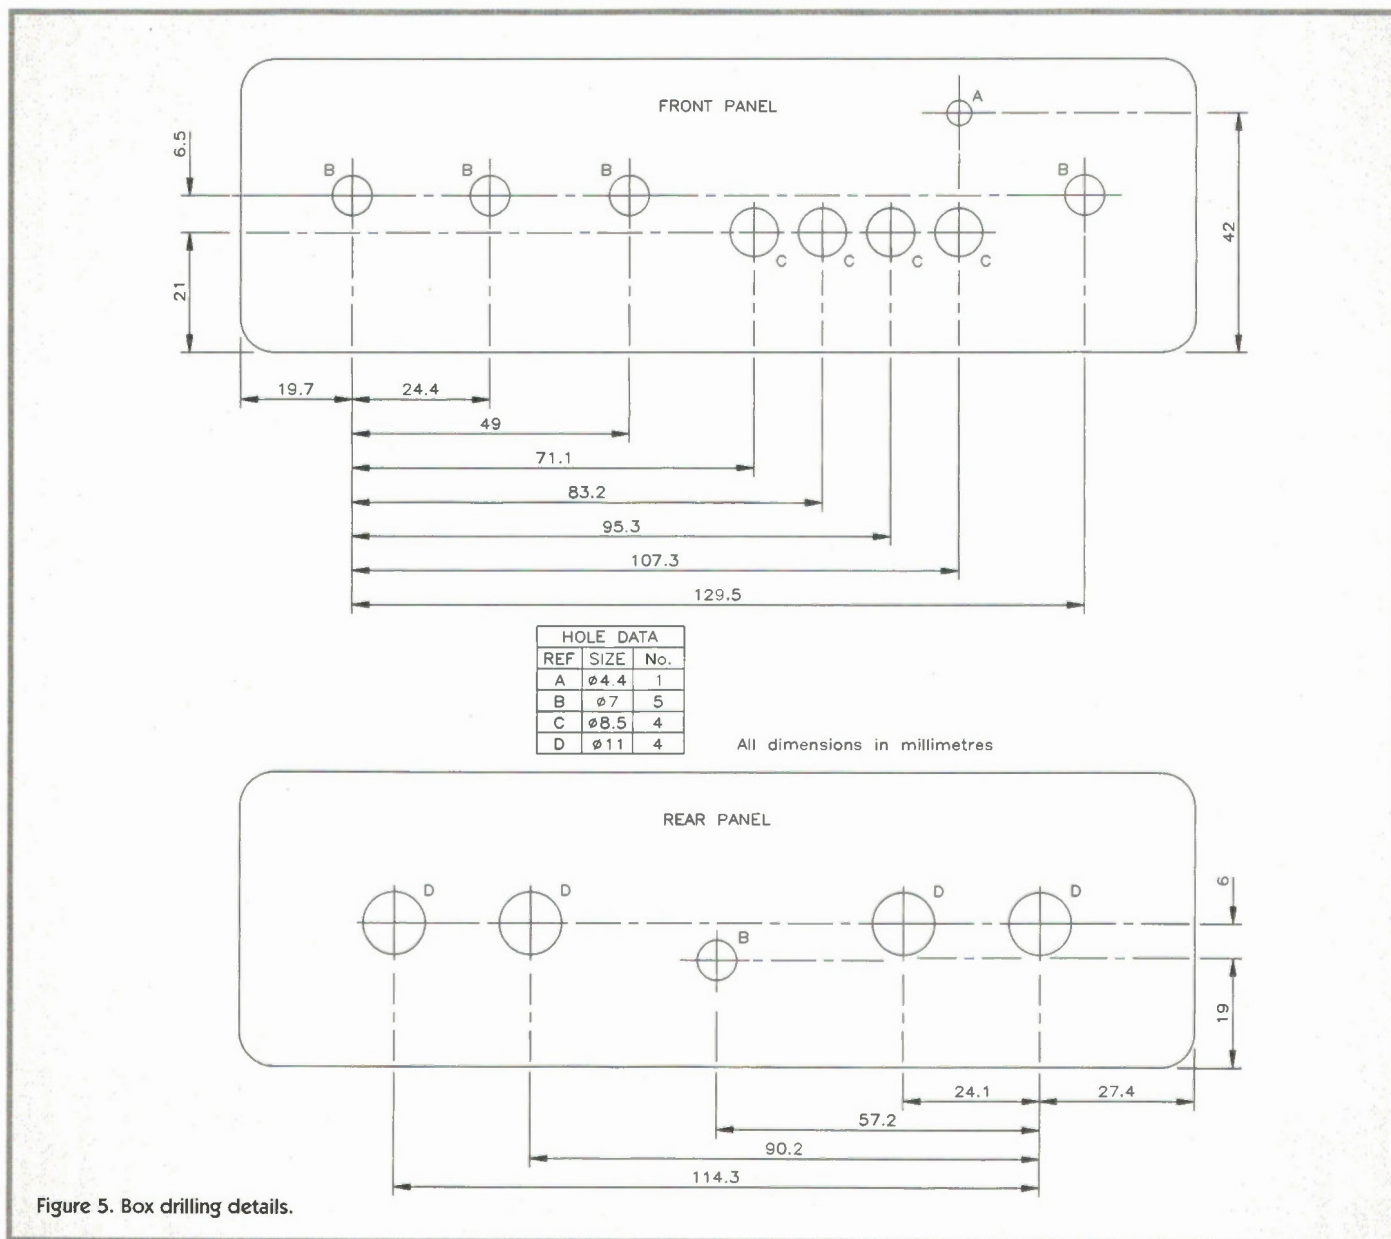 FRONT PANEL
A
6.5
B B B B
42
C C C C
21
19.7 24.4
49
71.1
83.2
95.3
107.3
129.5
HOLE DATA
REF SIZE No.
A ø4.4 1
B ø7 5
C ø8.5 4
D ø11 4
All dimensions in millimetres
REAR PANEL
D D D D
6
B
19
24.1 27.4
57.2
90.2
114.3
Figure 5. Box drilling details.